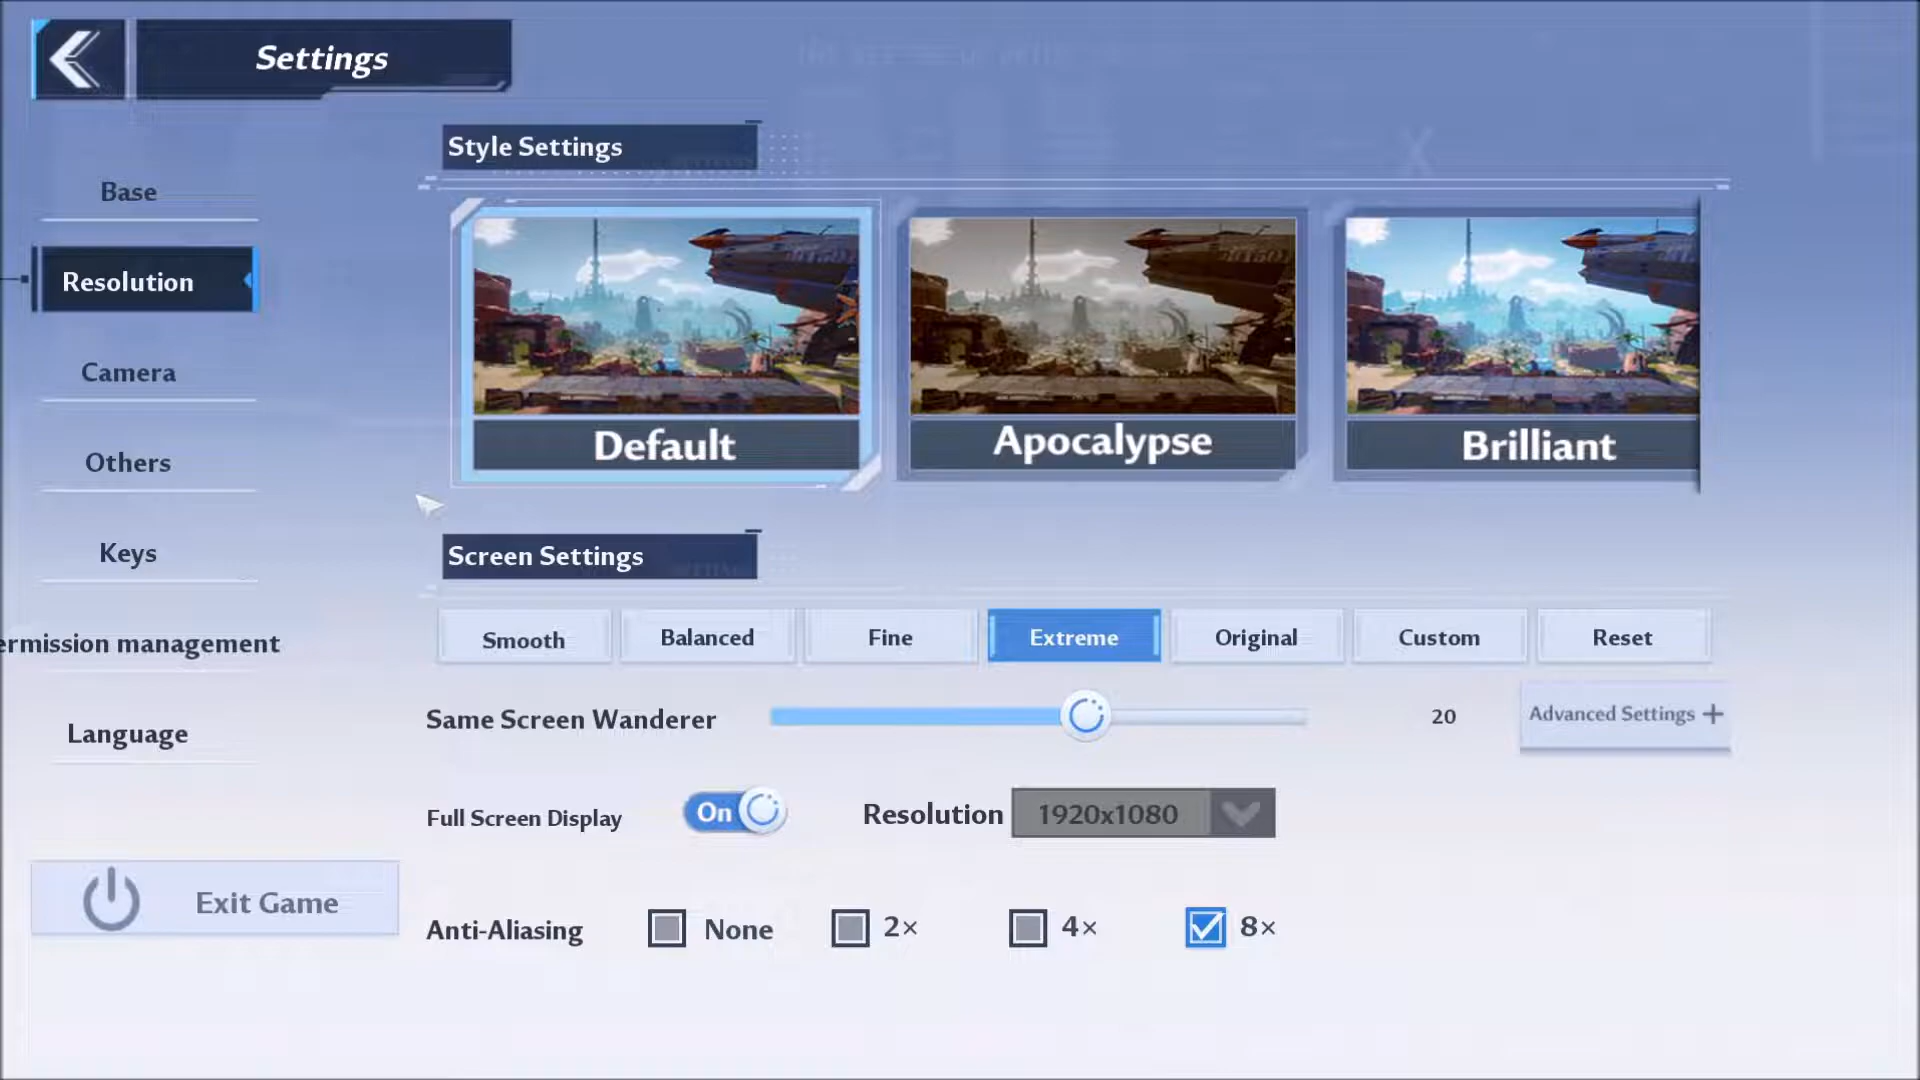 Settings
Base
Resolution
Camera
Others
Keys
ermission management
Language
Exit Game
Style Settings
Default
Apocalypse
Brilliant
Screen Settings
Smooth
Balanced
Fine
Extreme
Original
Custom
Reset
Same Screen Wanderer
20
Advanced Settings +
Full Screen Display
On
Resolution
1920x1080
Anti-Aliasing
None
2×
4×
8×